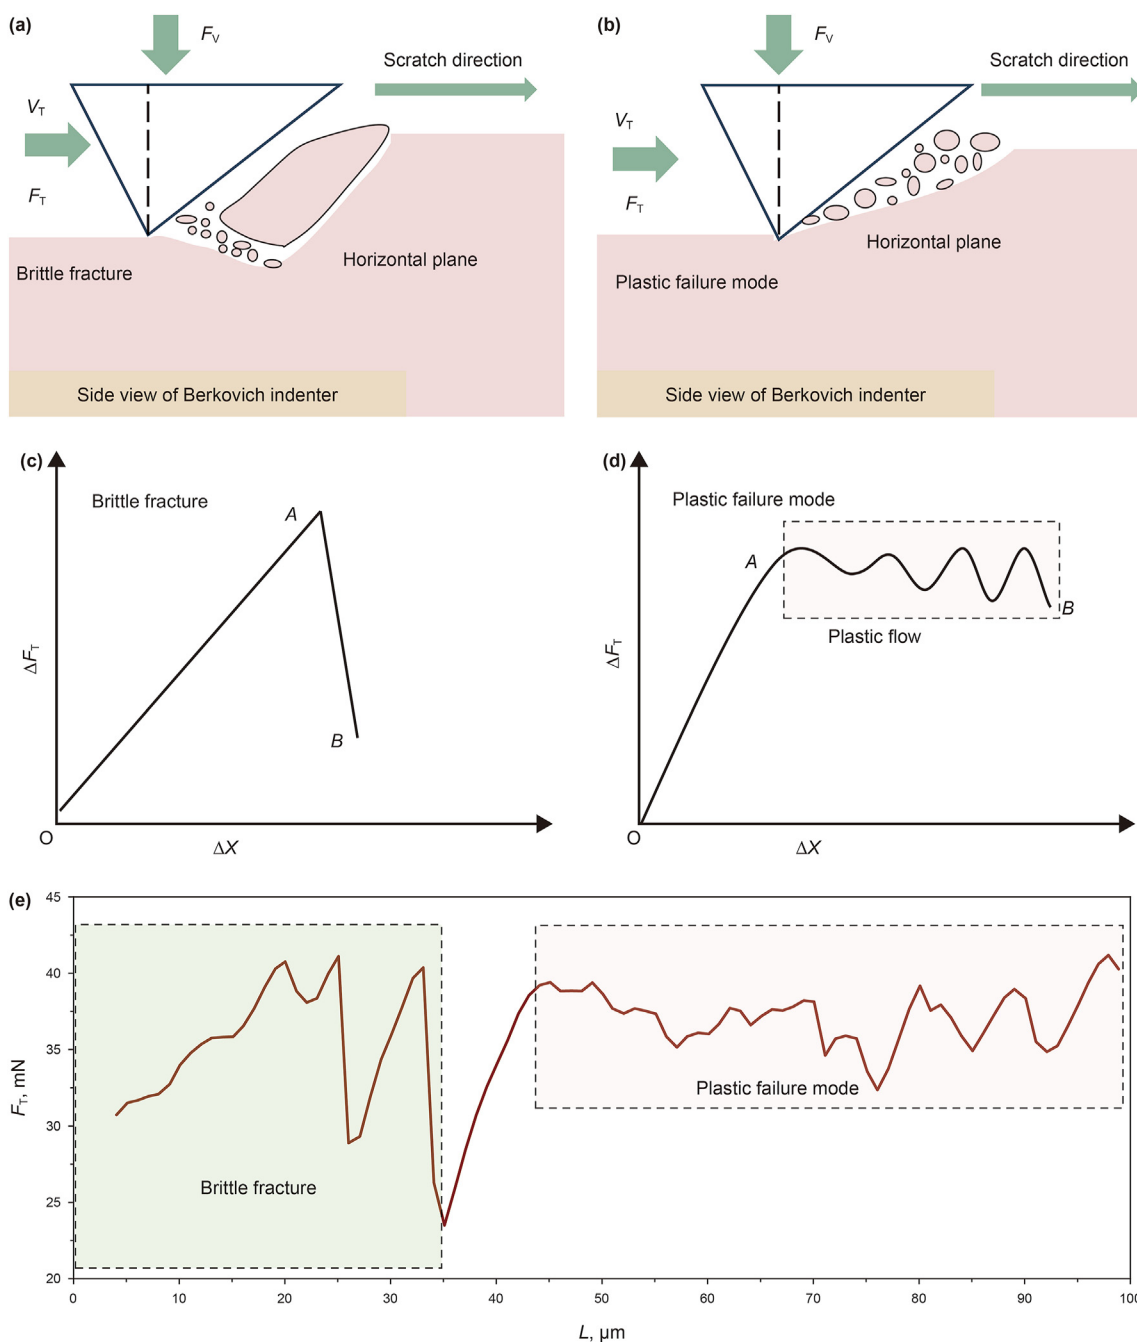 (a)
F_V
Scratch direction
V_T
F_T
Brittle fracture
Horizontal plane
Side view of Berkovich indenter
(b)
F_V
Scratch direction
V_T
F_T
Horizontal plane
Plastic failure mode
Side view of Berkovich indenter
(c)
Brittle fracture
A
B
ΔF_T
O
ΔX
(d)
Plastic failure mode
A
B
Plastic flow
ΔF_T
O
ΔX
(e)
45
40
35
30
25
20
F_T, mN
Brittle fracture
Plastic failure mode
0 10 20 30 40 50 60 70 80 90 100
L, μm